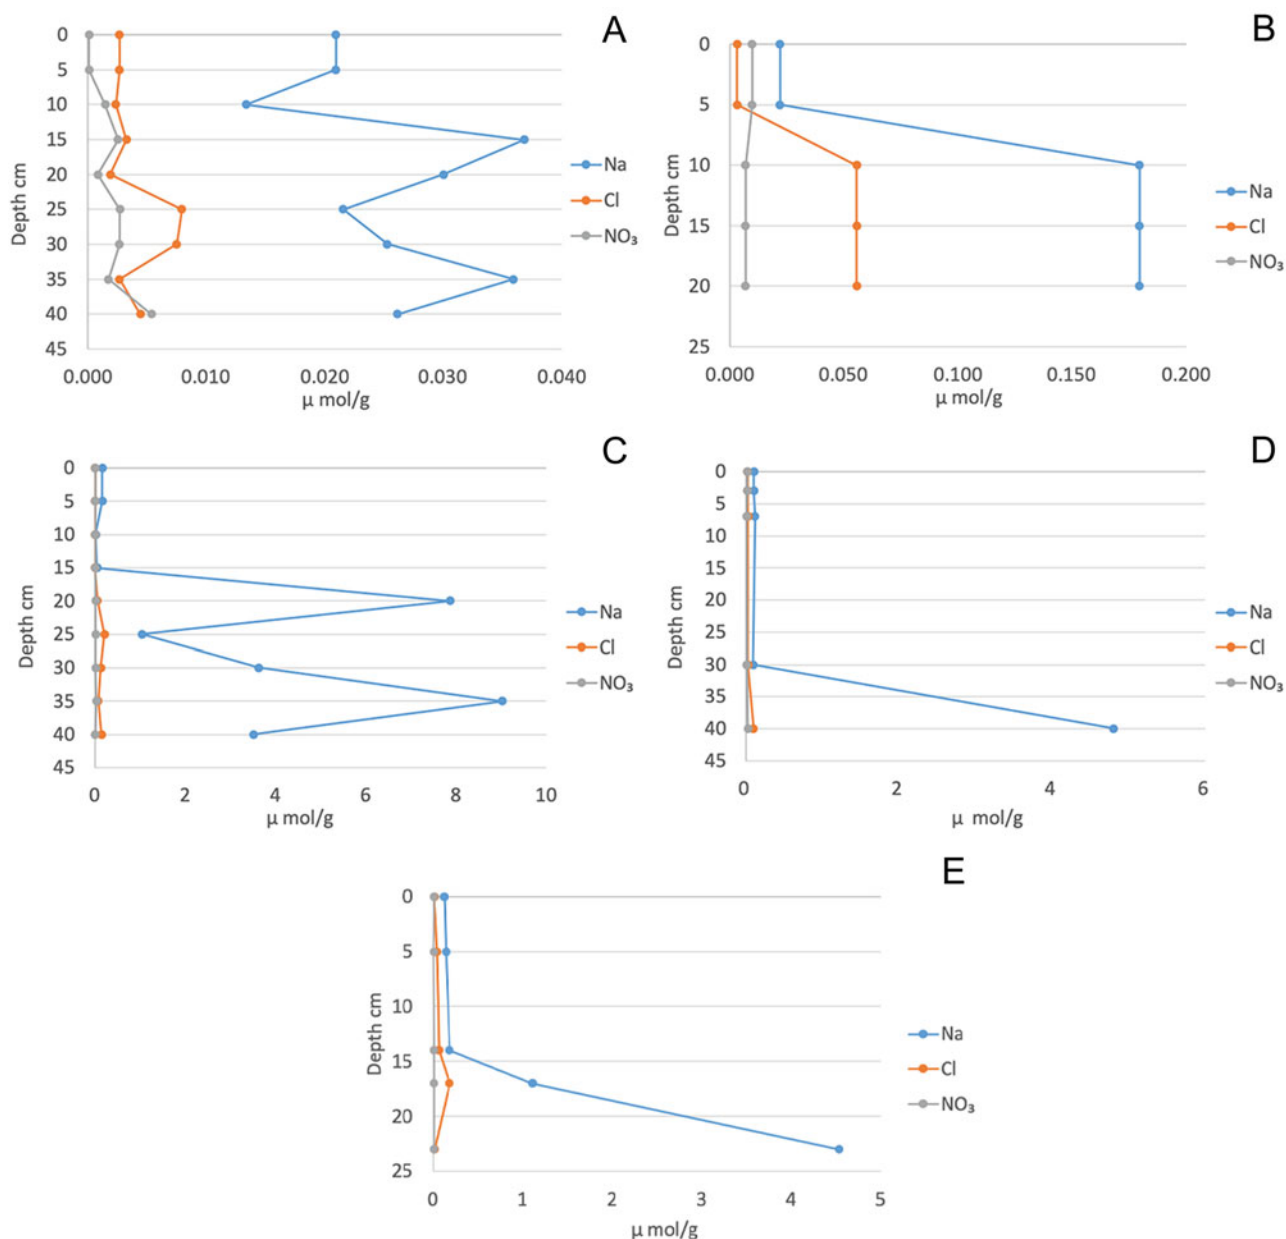 A
0
5
10
15
20
25
30
35
40
45
Depth cm
0.000 0.010 0.020 0.030 0.040
µ mol/g
Na
Cl
NO₃
B
0
5
10
15
20
25
Depth cm
0.000 0.050 0.100 0.150 0.200
µ mol/g
Na
Cl
NO₃
C
0
5
10
15
20
25
30
35
40
45
Depth cm
0 2 4 6 8 10
µ mol/g
Na
Cl
NO₃
D
0
5
10
15
20
25
30
35
40
45
Depth cm
0 2 4 6
µ mol/g
Na
Cl
NO₃
E
0
5
10
15
20
25
Depth cm
0 1 2 3 4 5
µ mol/g
Na
Cl
NO₃